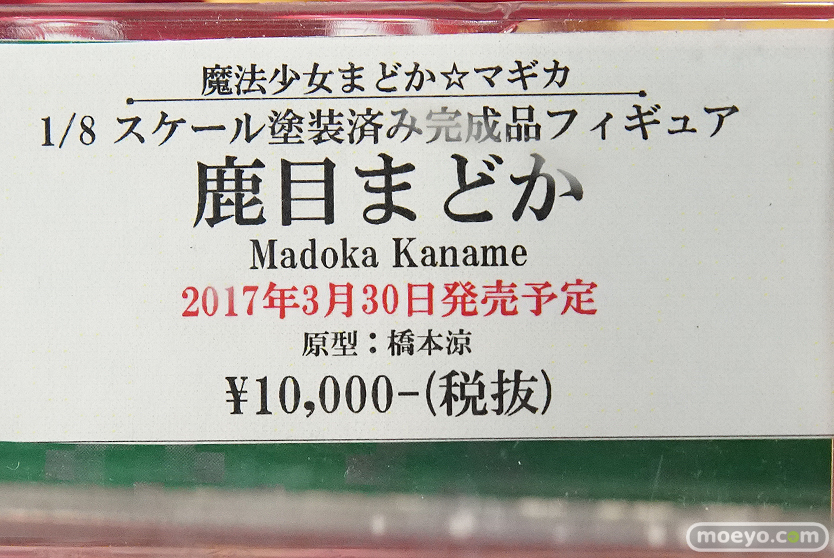 魔法少女まどか☆マギカ
1/8 スケール塗装済み完成品フィギュア
鹿目まどか
Madoka Kaname
2017年3月30日発売予定
原型：橋本涼
¥10,000-(税抜)
moeyo.com